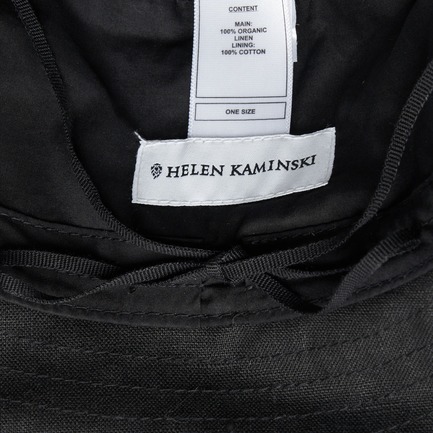 CONTENT
MAIN:
100% ORGANIC
LINEN
LINING:
100% COTTON
ONE SIZE
HELEN KAMINSKI